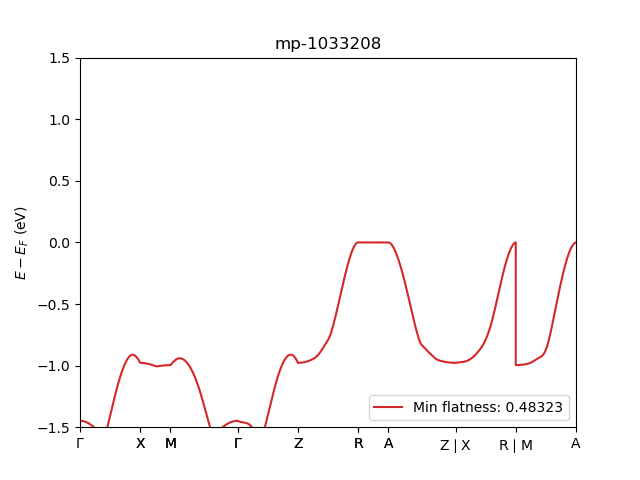 mp-1033208
1.5
1.0
0.5
0.0
−0.5
−1.0
−1.5
E − E_F (eV)
Min flatness: 0.48323
Γ X M Γ Z R A Z | X R | M A